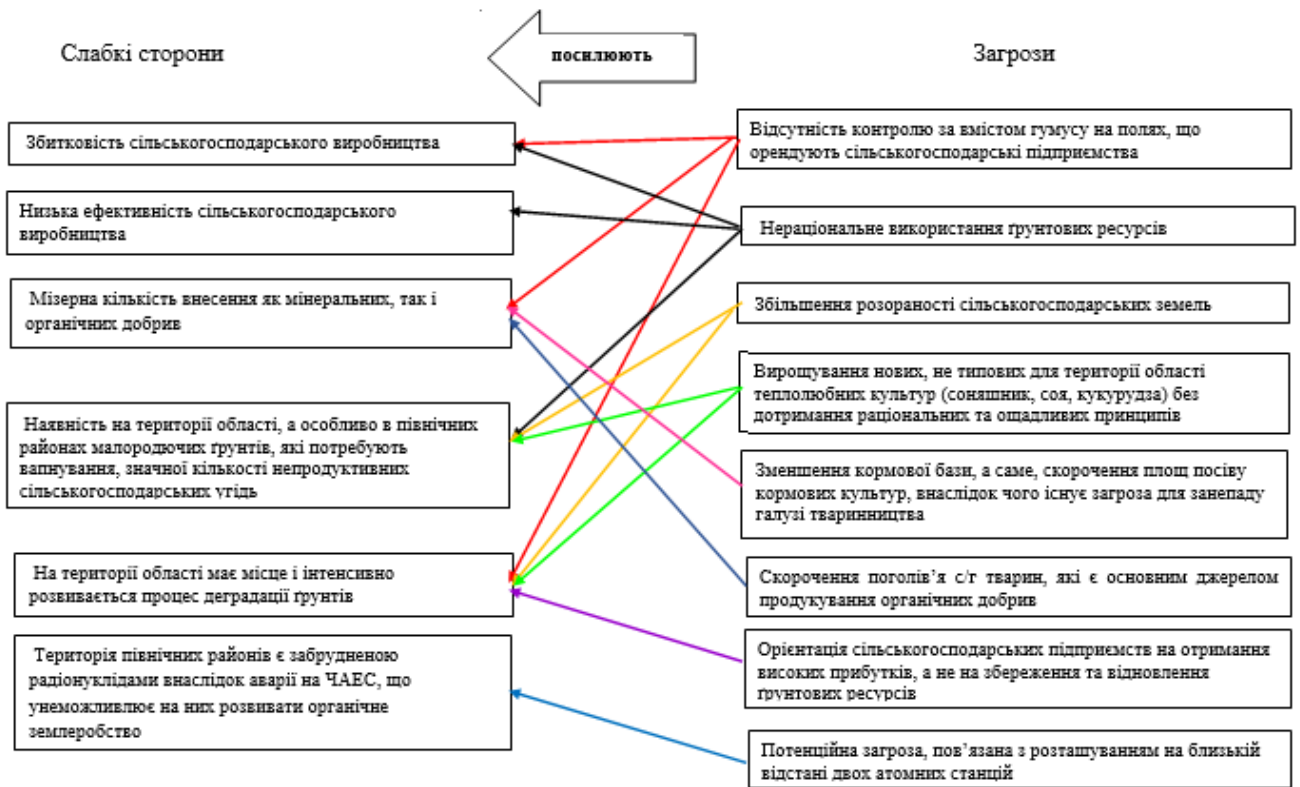 Слабкі сторони
посилюють
Загрози
Збитковість сільськогосподарського виробництва
Низька ефективність сільськогосподарського
виробництва
Мізерна кількість внесення як мінеральних, так і
органічних добрив
Наявність на території області, а особливо в північних
районах малородючих ґрунтів, які потребують
вапнування, значної кількості непродуктивних
сільськогосподарських угідь
На території області має місце і інтенсивно
розвивається процес деградації ґрунтів
Територія північних районів є забрудненою
радіонуклідами внаслідок аварії на ЧАЕС, що
унеможливлює на них розвивати органічне
землеробство
Відсутність контролю за вмістом гумусу на полях, що
орендують сільськогосподарські підприємства
Нераціональне використання ґрунтових ресурсів
Збільшення розораності сільськогосподарських земель
Вирощування нових, не типових для території області
теплолюбних культур (соняшник, соя, кукурудза) без
дотримання раціональних та ощадливих принципів
Зменшення кормової бази, а саме, скорочення площ посіву
кормових культур, внаслідок чого існує загроза для занепаду
галузі тваринництва
Скорочення поголів’я с/г тварин, які є основним джерелом
продукування органічних добрив
Орієнтація сільськогосподарських підприємств на отримання
високих прибутків, а не на збереження та відновлення
ґрунтових ресурсів
Потенційна загроза, пов’язана з розташуванням на близькій
відстані двох атомних станцій